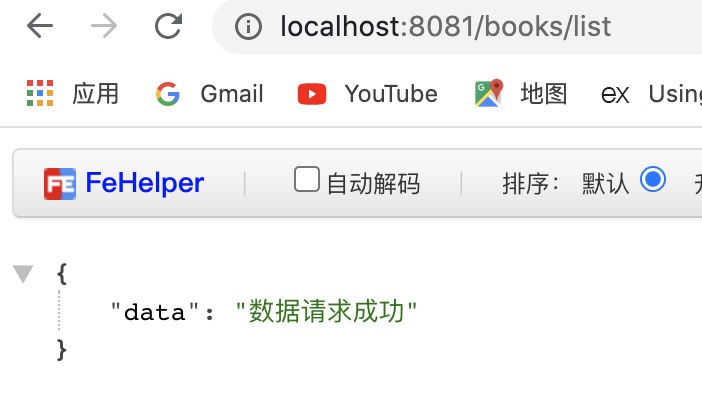 localhost:8081/books/list
应用 Gmail YouTube 地图 ex Using
FE FeHelper 自动解码 排序: 默认
{
"data": "数据请求成功"
}